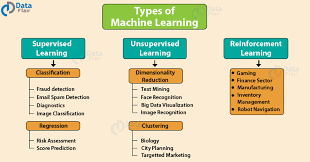 Data
Flair
Types of
Machine Learning
Supervised
Learning
Classification
Fraud detection
Email Spam Detection
Diagnostics
Image Classification
Regression
Risk Assessment
Score Prediction
Unsupervised
Learning
Dimensionality
Reduction
Text Mining
Face Recognition
Big Data Visualization
Image Recognition
Clustering
Biology
City Planning
Targetted Marketing
Reinforcement
Learning
Gaming
Finance Sector
Manufacturing
Inventory
Management
Robot Navigation